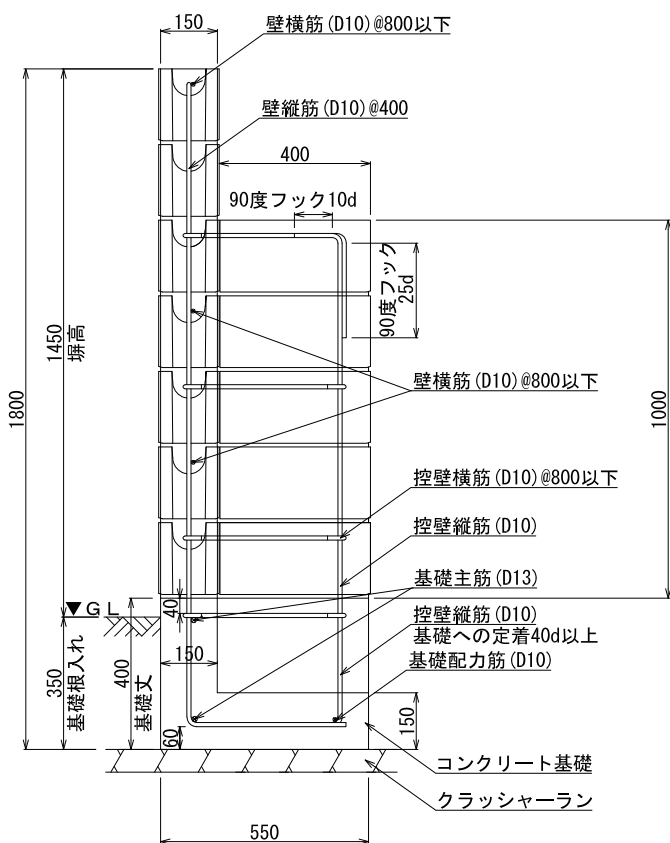 150
壁横筋(D10)@800以下
壁縦筋(D10)@400
400
90度フック10d
90度フック
25d
1800
1450
塀高
1000
壁横筋(D10)@800以下
控壁横筋(D10)@800以下
控壁縦筋(D10)
基礎主筋(D13)
控壁縦筋(D10)
基礎への定着40d以上
基礎配力筋(D10)
▼GL
40
150
350
基礎根入れ
400
基礎丈
60
150
コンクリート基礎
クラッシャーラン
550